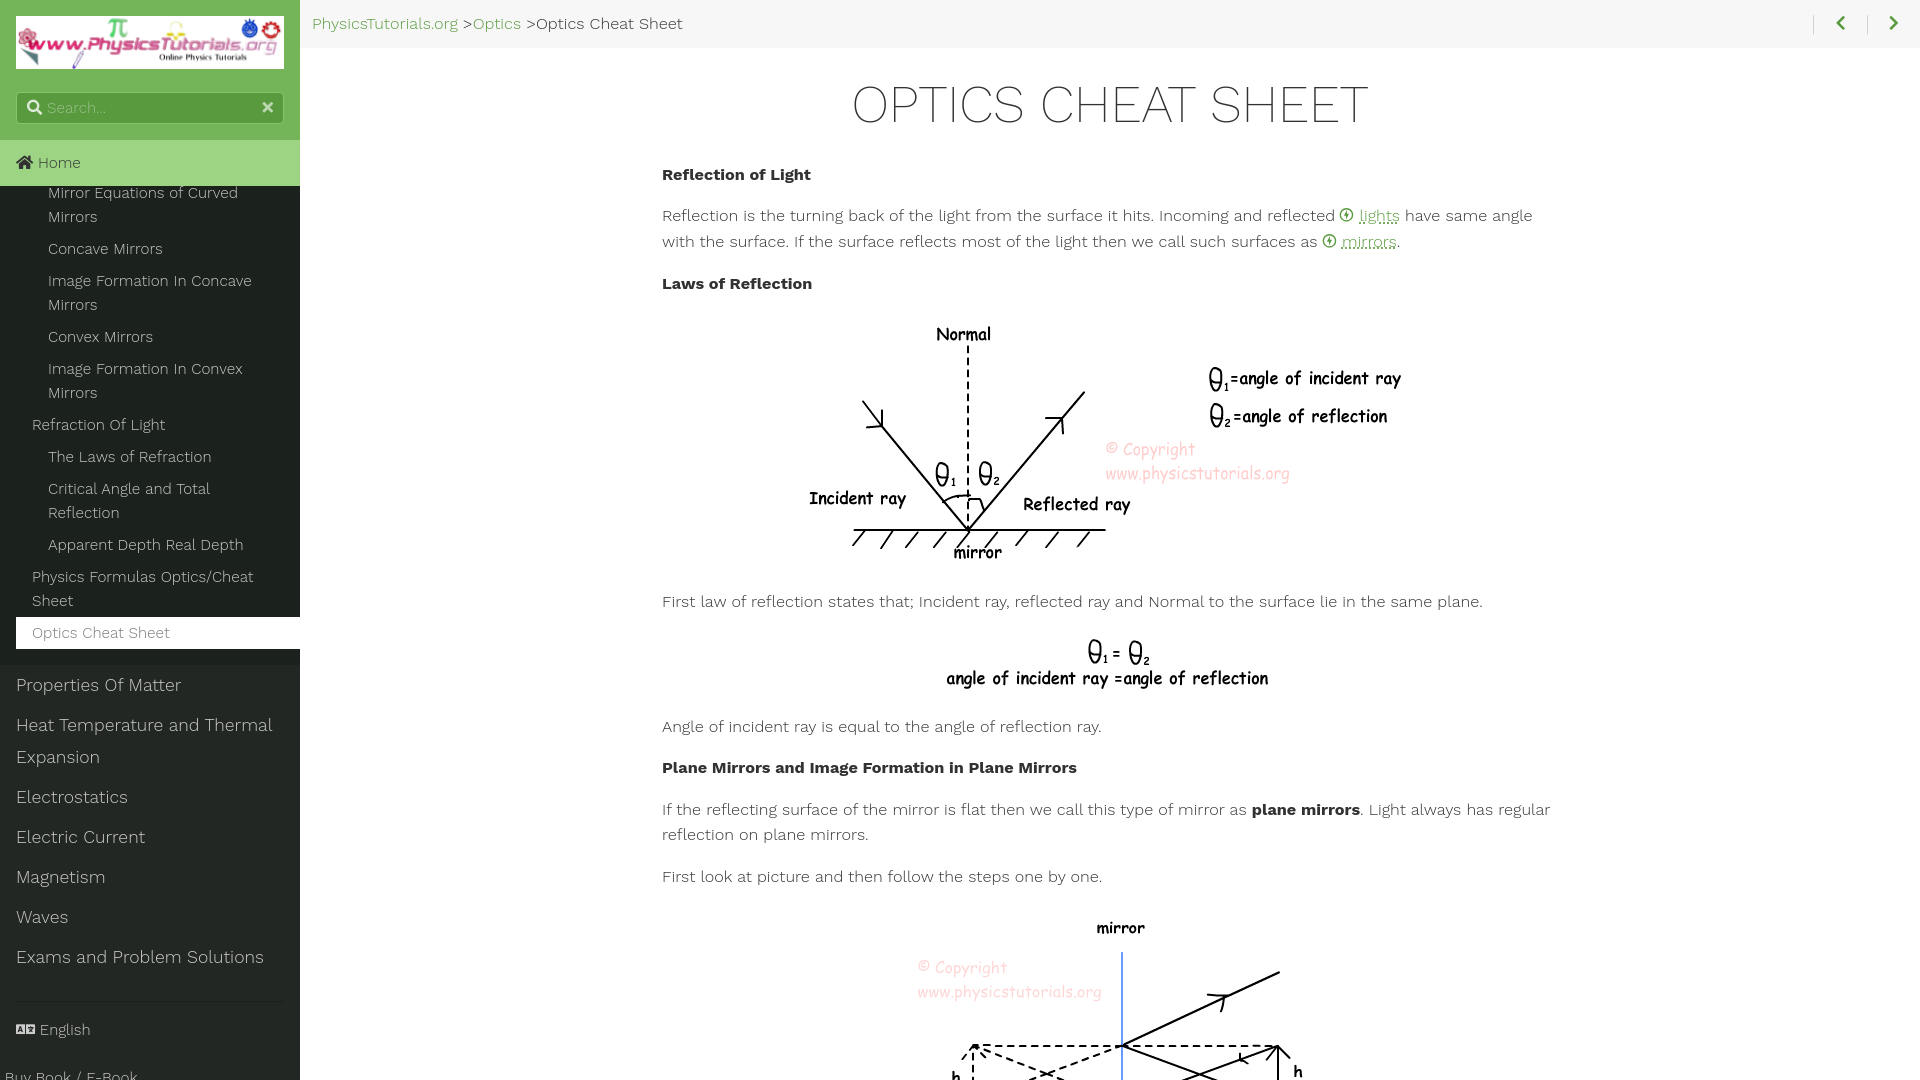 www.PhysicsTutorials.org
Online Physics Tutorials
Search...
Home
Mirror Equations of Curved
Mirrors
Concave Mirrors
Image Formation In Concave
Mirrors
Convex Mirrors
Image Formation In Convex
Mirrors
Refraction Of Light
The Laws of Refraction
Critical Angle and Total
Reflection
Apparent Depth Real Depth
Physics Formulas Optics/Cheat
Sheet
Optics Cheat Sheet
Properties Of Matter
Heat Temperature and Thermal
Expansion
Electrostatics
Electric Current
Magnetism
Waves
Exams and Problem Solutions
English
Buy Book / E-Book
PhysicsTutorials.org >Optics >Optics Cheat Sheet
OPTICS CHEAT SHEET
Reflection of Light
Reflection is the turning back of the light from the surface it hits. Incoming and reflected lights have same angle
with the surface. If the surface reflects most of the light then we call such surfaces as mirrors.
Laws of Reflection
Normal
θ1=angle of incident ray
θ2=angle of reflection
© Copyright
www.physicstutorials.org
θ1 θ2
Incident ray
Reflected ray
mirror
First law of reflection states that; Incident ray, reflected ray and Normal to the surface lie in the same plane.
θ1 = θ2
angle of incident ray =angle of reflection
Angle of incident ray is equal to the angle of reflection ray.
Plane Mirrors and Image Formation in Plane Mirrors
If the reflecting surface of the mirror is flat then we call this type of mirror as plane mirrors. Light always has regular
reflection on plane mirrors.
First look at picture and then follow the steps one by one.
mirror
© Copyright
www.physicstutorials.org
h
h